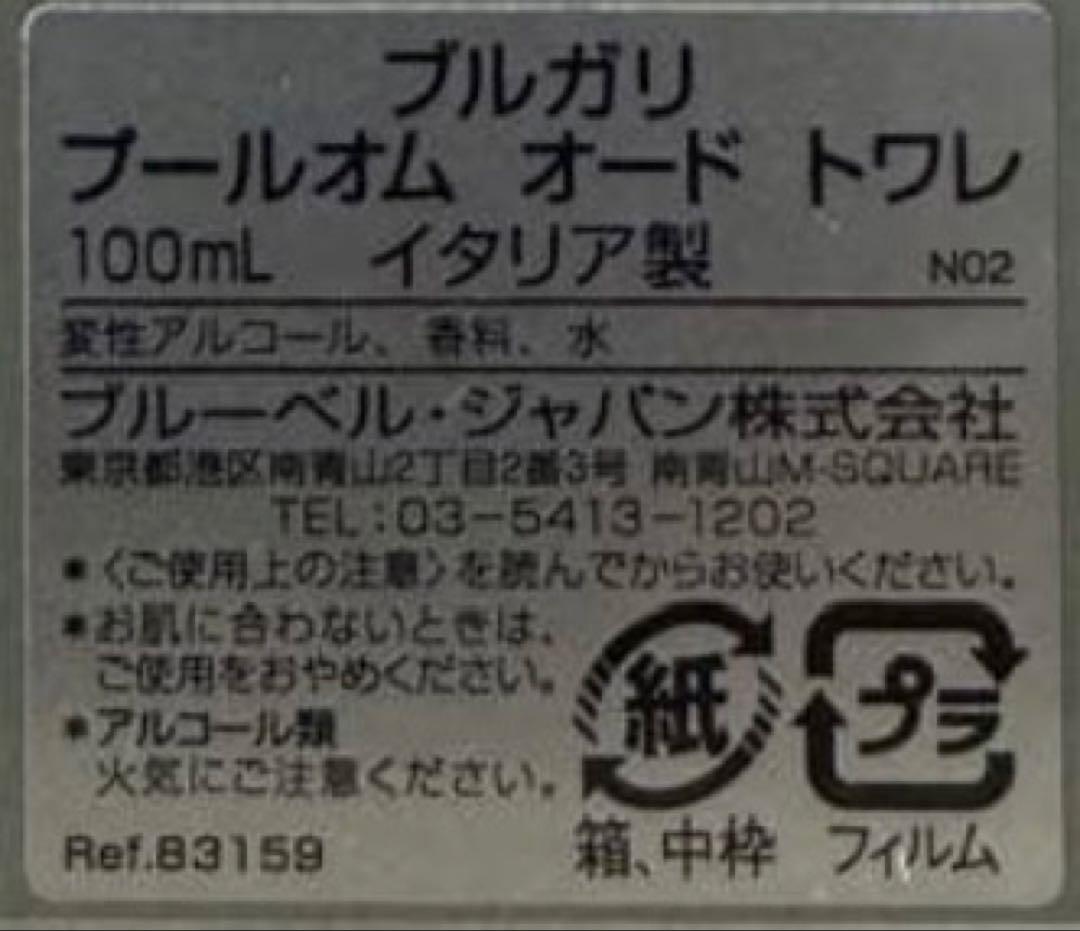 ブルガリ
プールオム オード トワレ
100mL イタリア製 N02
変性アルコール、香料、水
ブルーベル・ジャパン株式会社
東京都港区南青山2丁目2番3号 南青山M-SQUARE
TEL:03-5413-1202
*〈ご使用上の注意〉を読んでからお使いください。
*お肌に合わないときは、
ご使用をおやめください。
*アルコール類
火気にご注意ください。
紙 プラ
箱、中枠 フィルム
Ref.83159